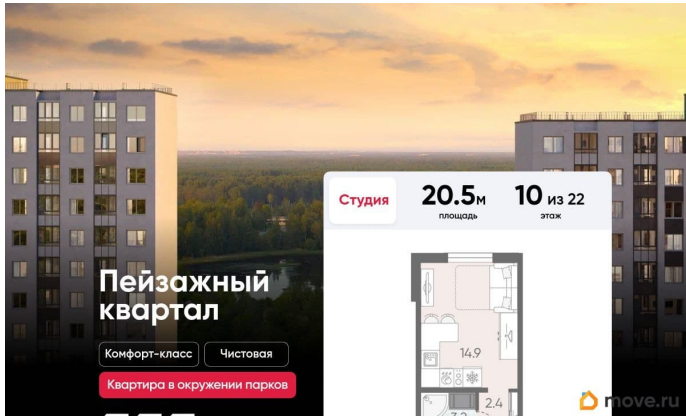 Студия
20.5м
площадь
10 из 22
этаж
Пейзажный
квартал
Комфорт-класс
Чистовая
Квартира в окружении парков
14.9
2.4
move.ru